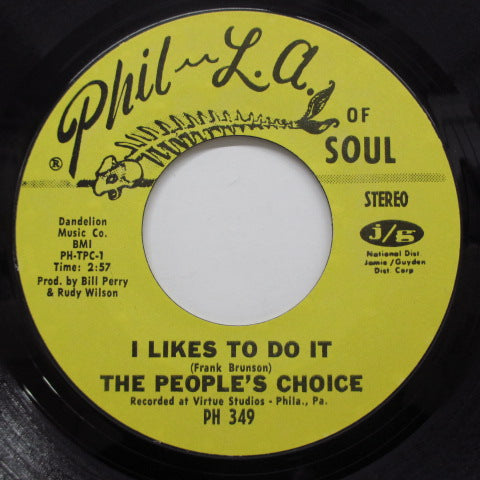 Phil-L.A.
OF
SOUL
®
STEREO
Dandelion
Music Co.
BMI
PH-TPC-1
Time: 2:57
Prod. by Bill Perry
& Rudy Wilson
j/g
National Dist
Jamie/Guyden
Dist. Corp
I LIKES TO DO IT
(Frank Brunson)
THE PEOPLE'S CHOICE
Recorded at Virtue Studios - Phila., Pa.
PH 349